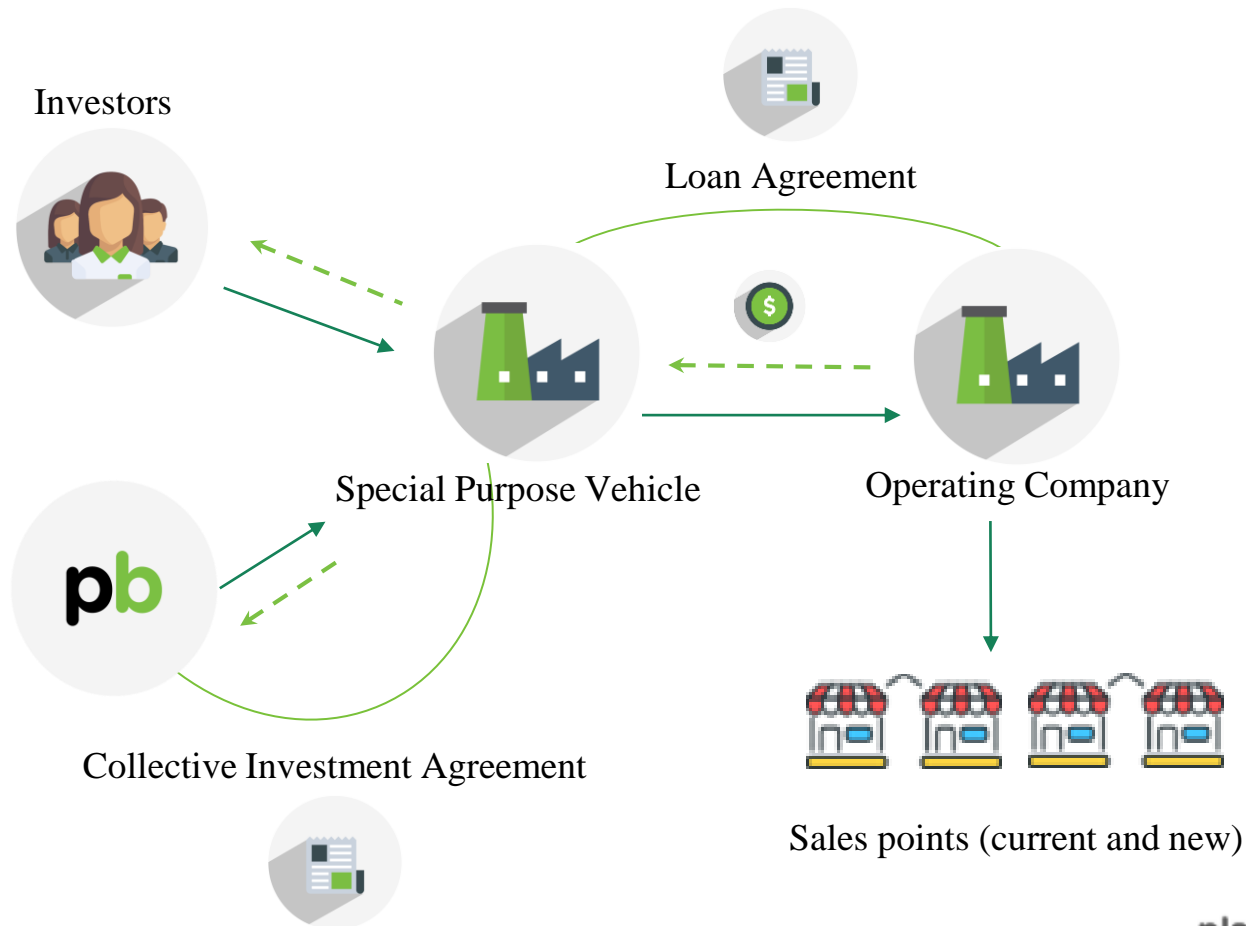 Investors
Loan Agreement
$
Special Purpose Vehicle
Operating Company
pb
Collective Investment Agreement
Sales points (current and new)